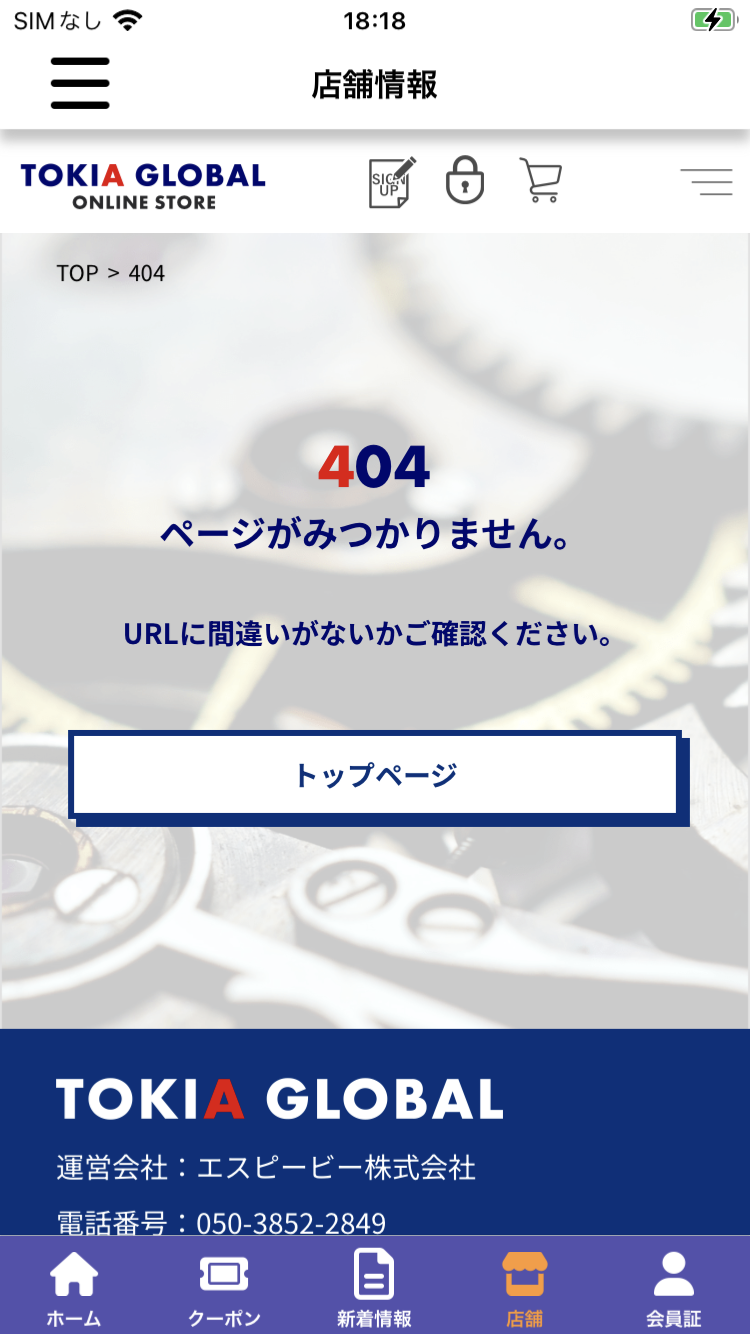 SIMなし
18:18
店舗情報
TOKIA GLOBAL
ONLINE STORE
SIGN
UP
TOP > 404
404
ページがみつかりません。
URLに間違いがないかご確認ください。
トップページ
TOKIA GLOBAL
運営会社：エスピービー株式会社
電話番号：050-3852-2849
ホーム
クーポン
新着情報
店舗
会員証